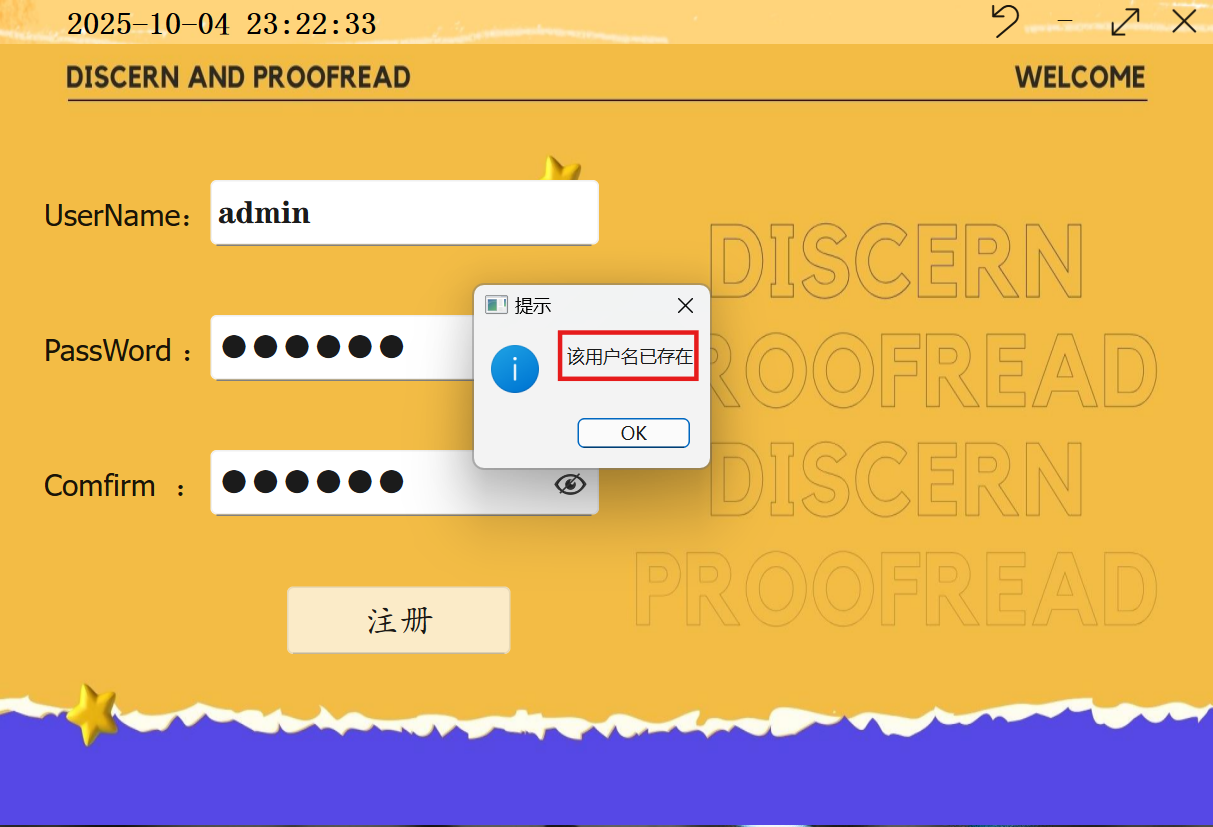 2025-10-04 23:22:33
DISCERN AND PROOFREAD
WELCOME
UserName：
admin
DISCERN
提示
该用户名已存在
PassWord ：
ROOFREAD
OK
DISCERN
Comfirm ：
PROOFREAD
注册